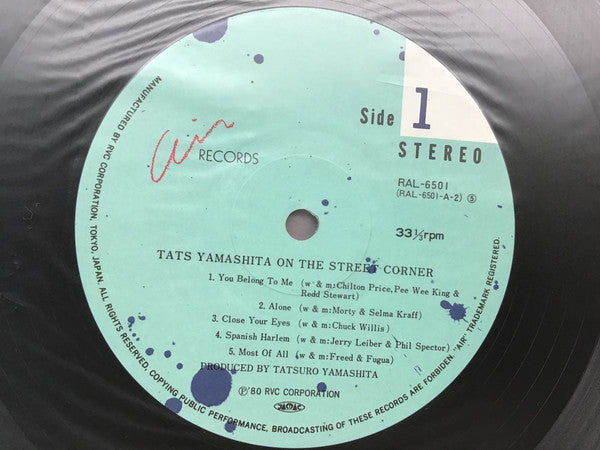 Air
RECORDS
Side 1
STEREO
RAL-6501
(RAL-6501-A-2) ⑤
33⅓rpm
TATS YAMASHITA ON THE STREET CORNER
1. You Belong To Me (w & m:Chilton Price, Pee Wee King &
Redd Stewart)
2. Alone (w & m:Morty & Selma Kraff)
3. Close Your Eyes (w & m:Chuck Willis)
4. Spanish Harlem (w & m:Jerry Leiber & Phil Spector)
5. Most Of All (w & m:Freed & Fugua)
PRODUCED BY TATSURO YAMASHITA
Ⓟ'80 RVC CORPORATION
JASRAC
MANUFACTURED BY RVC CORPORATION, TOKYO, JAPAN. ALL RIGHTS RESERVED, COPYING PUBLIC PERFORMANCE, BROADCASTING OF THESE RECORDS ARE FORBIDEN. "AIR" TRADEMARK REGISTERED.